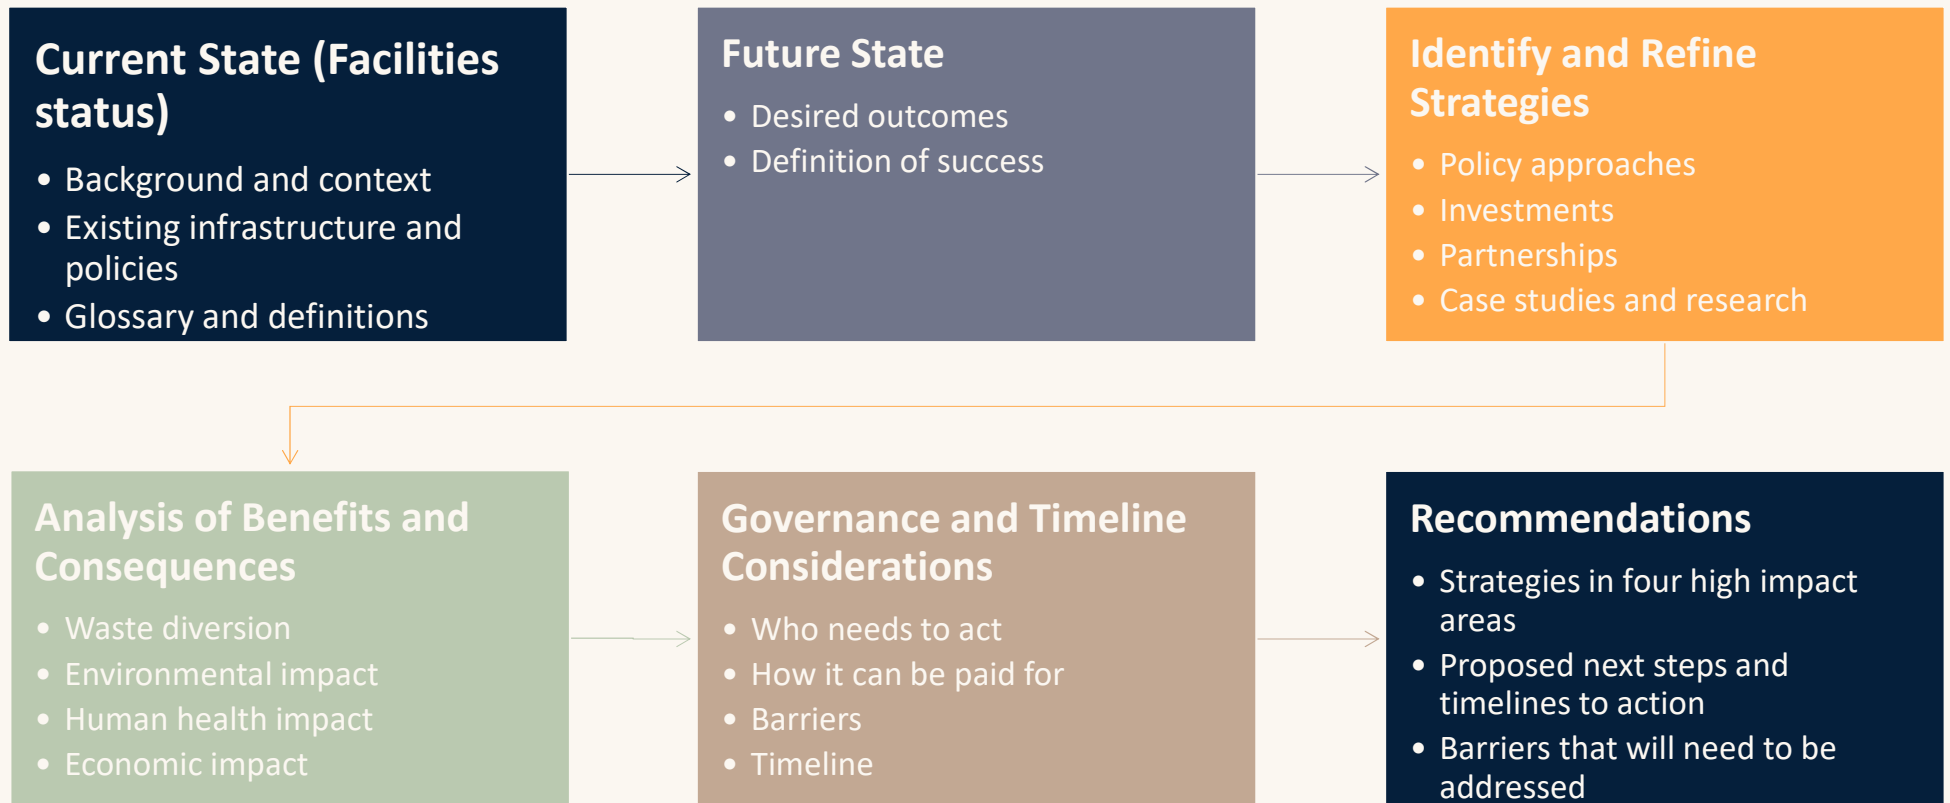 Current State (Facilities
status)
• Background and context
• Existing infrastructure and
policies
• Glossary and definitions
Future State
• Desired outcomes
• Definition of success
Identify and Refine
Strategies
• Policy approaches
• Investments
• Partnerships
• Case studies and research
Analysis of Benefits and
Consequences
• Waste diversion
• Environmental impact
• Human health impact
• Economic impact
Governance and Timeline
Considerations
• Who needs to act
• How it can be paid for
• Barriers
• Timeline
Recommendations
• Strategies in four high impact
areas
• Proposed next steps and
timelines to action
• Barriers that will need to be
addressed